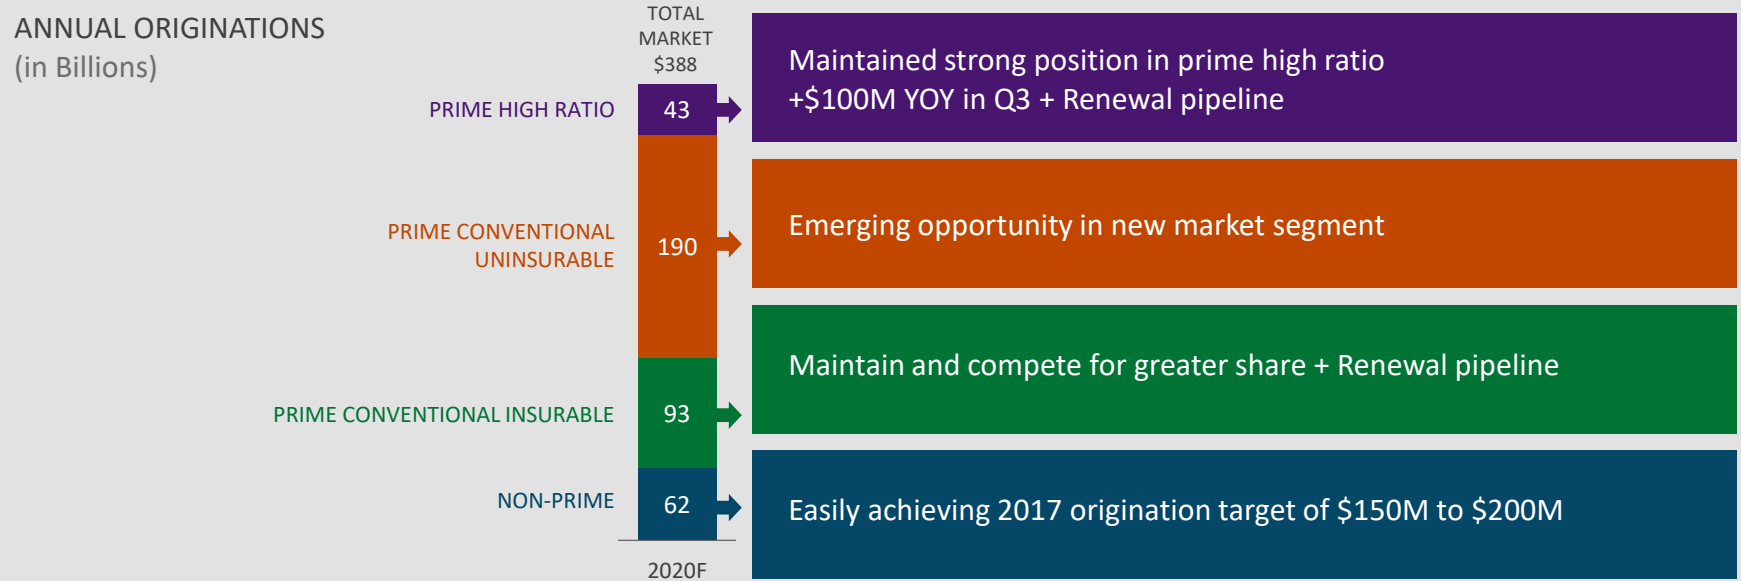 ANNUAL ORIGINATIONS
(in Billions)
TOTAL
MARKET
$388
PRIME HIGH RATIO
43
Maintained strong position in prime high ratio
+$100M YOY in Q3 + Renewal pipeline
PRIME CONVENTIONAL
UNINSURABLE
190
Emerging opportunity in new market segment
PRIME CONVENTIONAL INSURABLE
93
Maintain and compete for greater share + Renewal pipeline
NON-PRIME
62
Easily achieving 2017 origination target of $150M to $200M
2020F